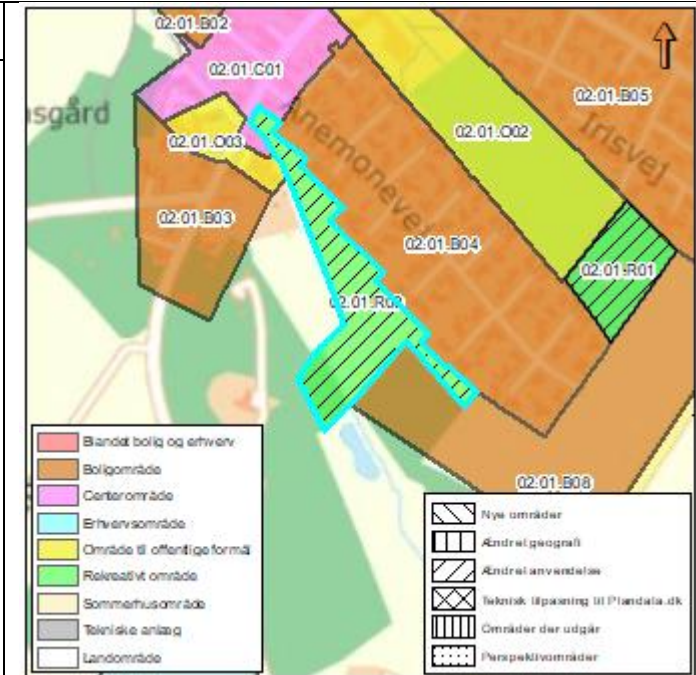 02.01.B02
02.01.C01
02.01.B05
02.01.O02
Irisvej
Anemonevej
02.01.O03
02.01.B03
02.01.B04
02.01.R01
02.01.R02
02.01.B08
Blandet bolig og erhverv
Boligområde
Centerområde
Erhvervsområde
Område til offentlige formå
Rekreativt område
Sommerhusområde
Tekniske anlæg
Landområde
Nye områder
Ændret geografi
Ændret anvendelse
Teknisk tilpasning til Plandata.dk
Områder der udgår
Perspektivområder